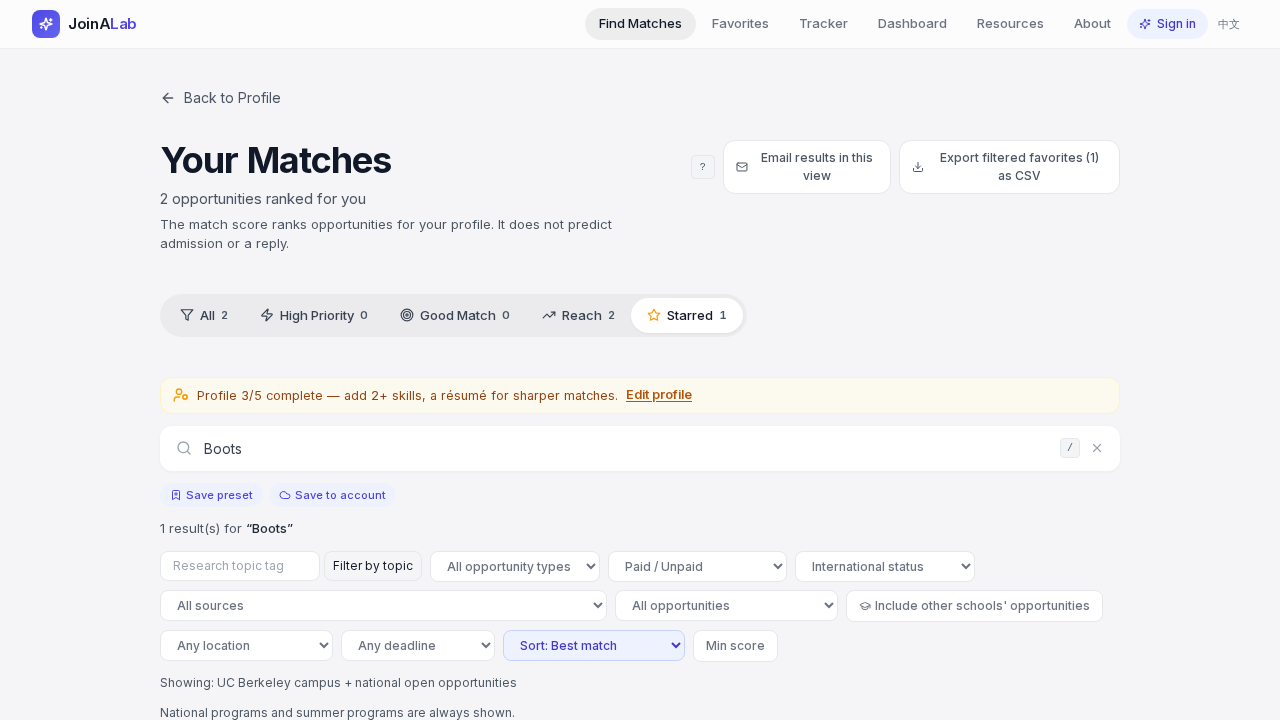 JoinALab
Find Matches
Favorites
Tracker
Dashboard
Resources
About
Sign in
中文
Back to Profile
Your Matches
2 opportunities ranked for you
The match score ranks opportunities for your profile. It does not predict
admission or a reply.
?
Email results in this
view
Export filtered favorites (1)
as CSV
All 2
High Priority 0
Good Match 0
Reach 2
Starred 1
Profile 3/5 complete — add 2+ skills, a résumé for sharper matches. Edit profile
Boots
/
Save preset
Save to account
1 result(s) for “Boots”
Research topic tag
Filter by topic
All opportunity types
Paid / Unpaid
International status
All sources
All opportunities
Include other schools' opportunities
Any location
Any deadline
Sort: Best match
Min score
Showing: UC Berkeley campus + national open opportunities
National programs and summer programs are always shown.